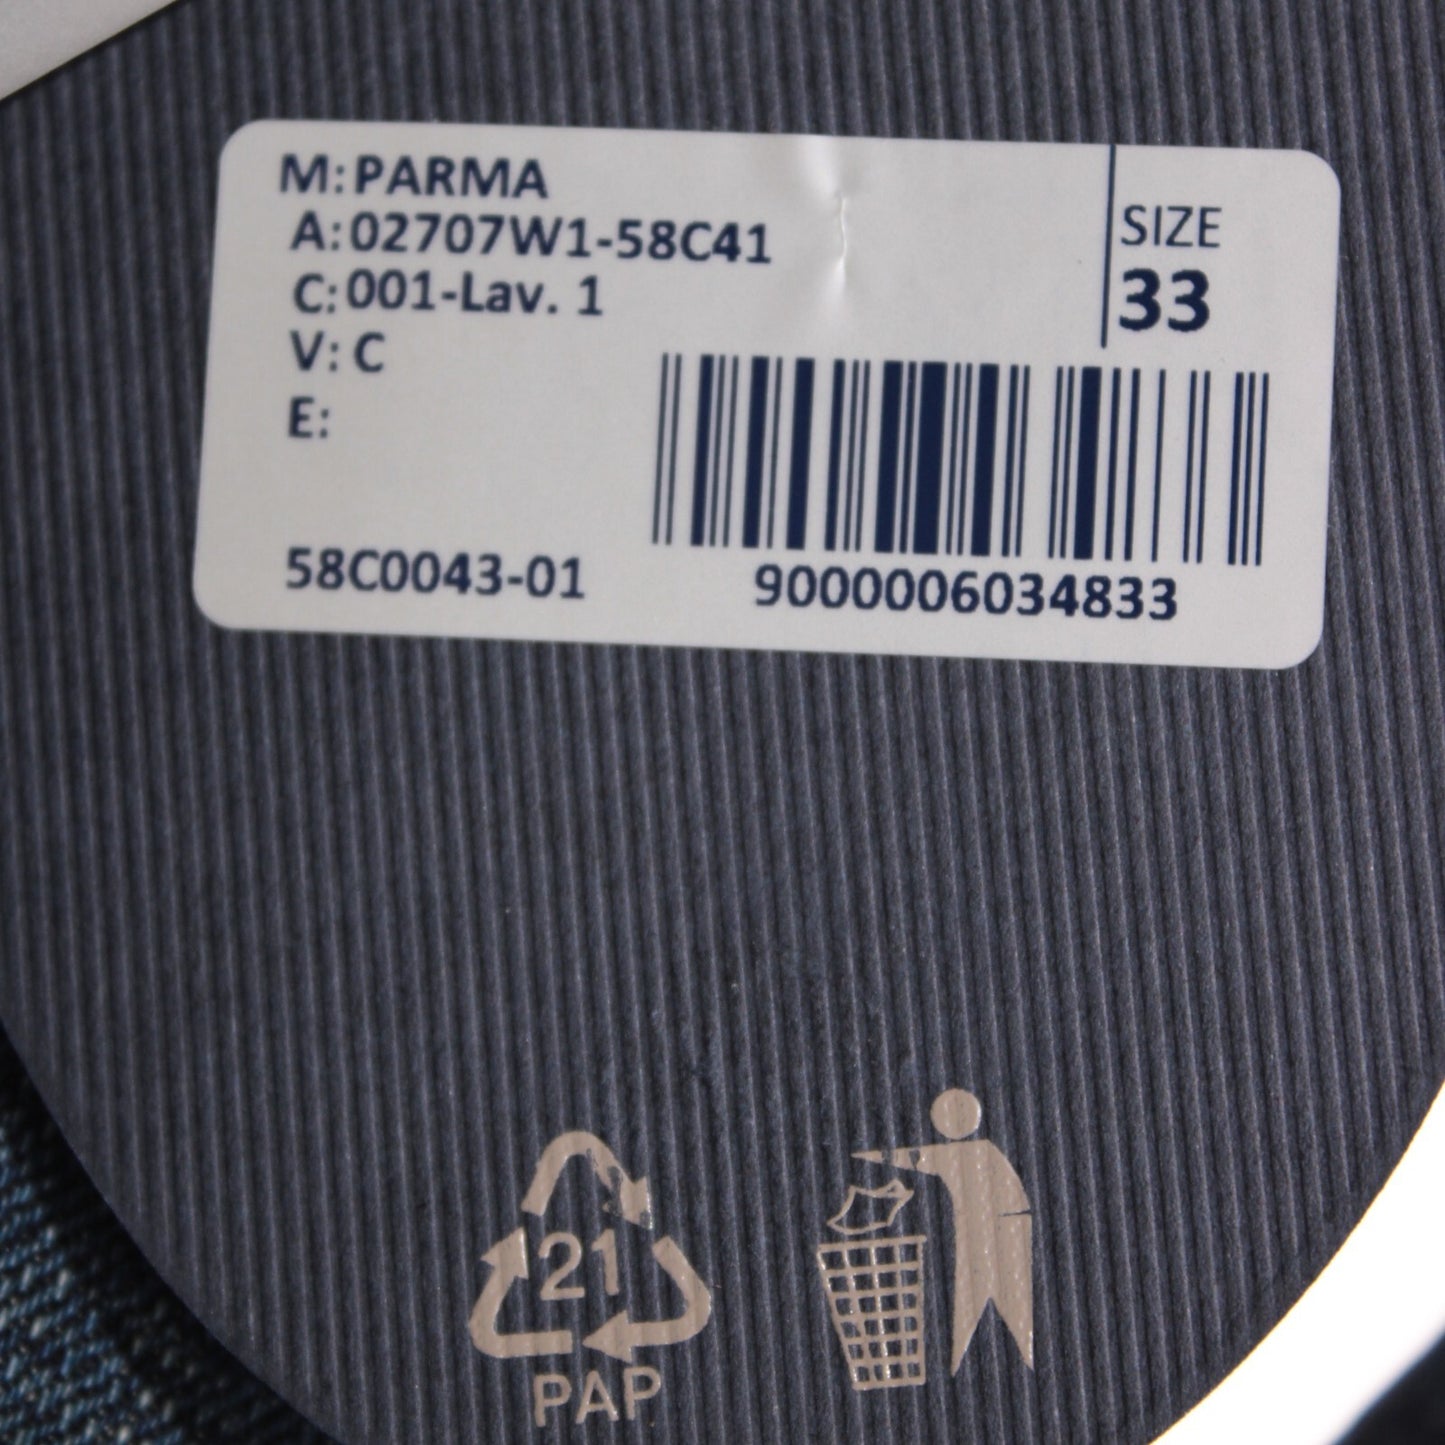 M: PARMA
A: 02707W1-58C41
C: 001-Lav. 1
V: C
E:
SIZE
33
58C0043-01
9000006034833
21
PAP